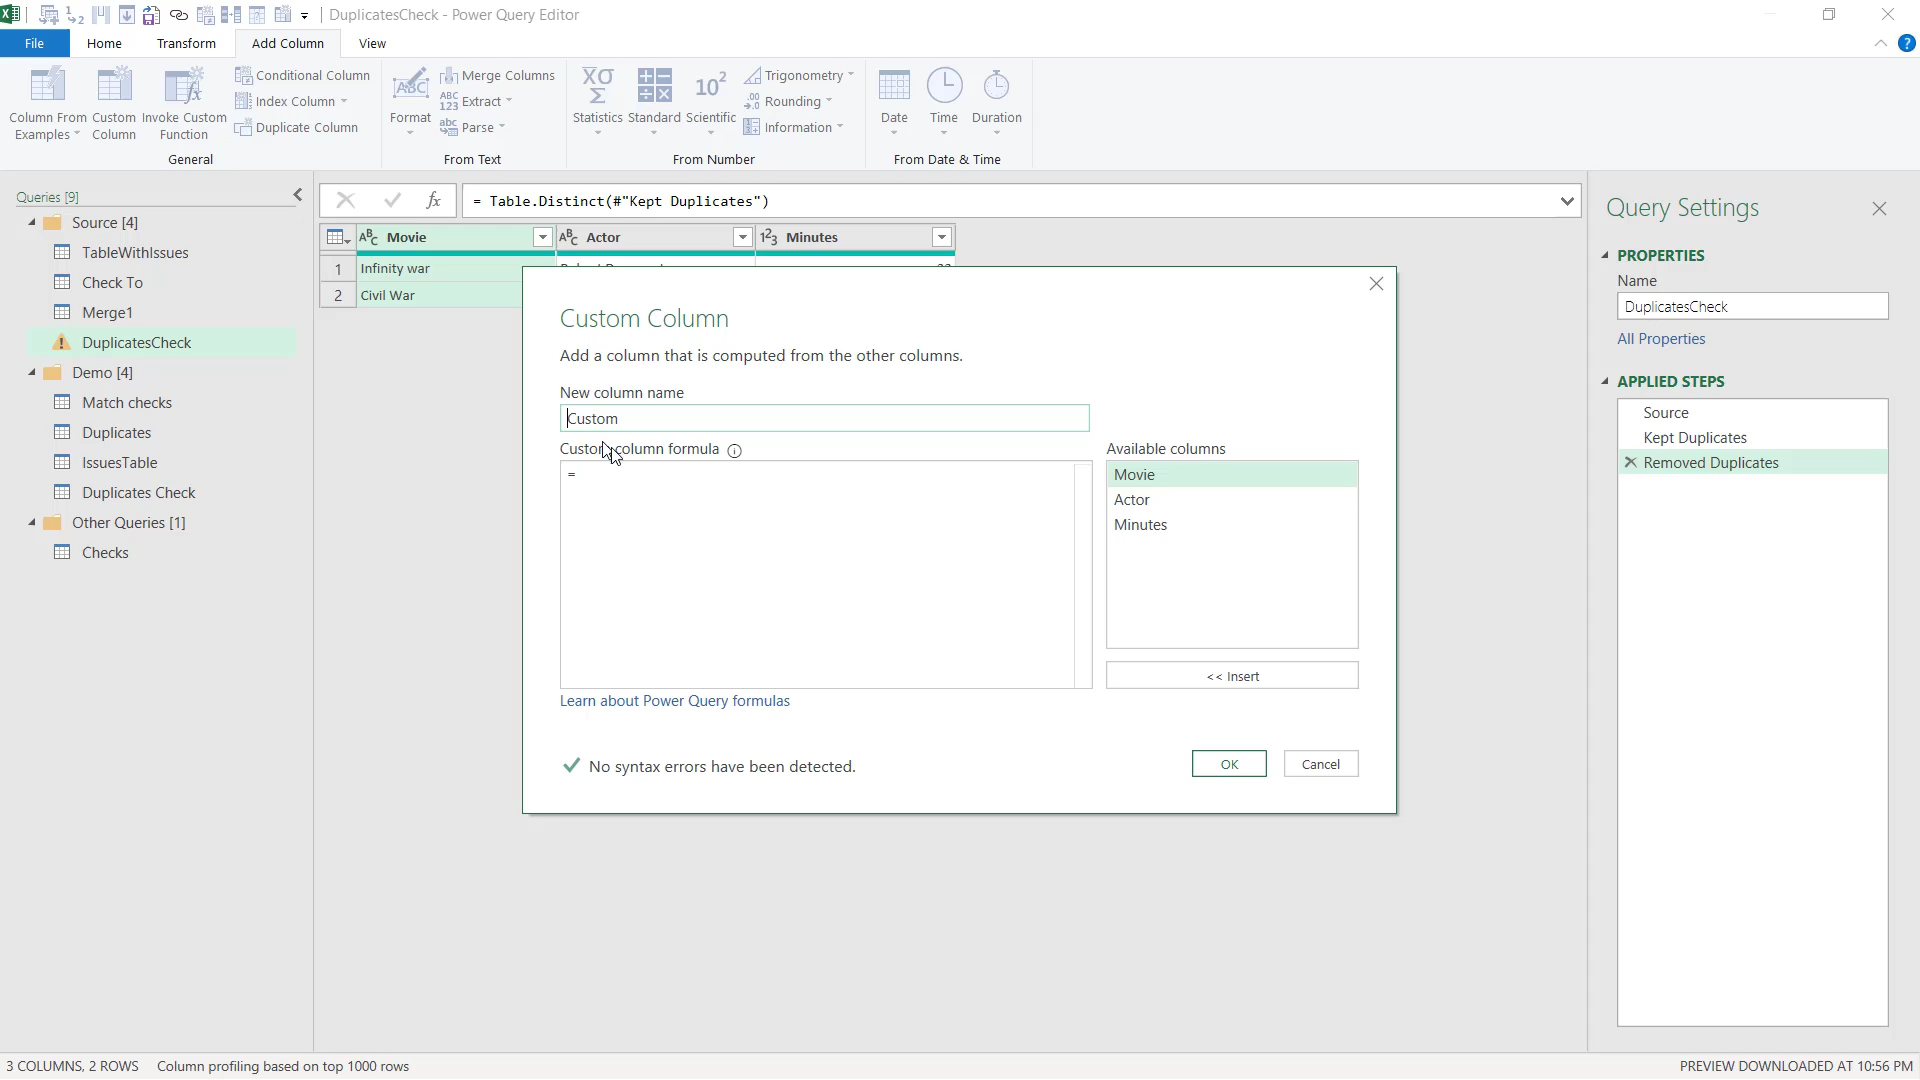 DuplicatesCheck - Power Query Editor
File
Home
Transform
Add Column
View
Column From
Examples
Custom
Column
Invoke Custom
Function
Conditional Column
Index Column
Duplicate Column
General
Format
Merge Columns
Extract
Parse
From Text
Statistics
Standard
Scientific
Trigonometry
Rounding
Information
From Number
Date
Time
Duration
From Date & Time
Queries [9]
Source [4]
TableWithIssues
Check To
Merge1
DuplicatesCheck
Demo [4]
Match checks
Duplicates
IssuesTable
Duplicates Check
Other Queries [1]
Checks
fx
= Table.Distinct(#"Kept Duplicates")
Movie
Actor
Minutes
1
Infinity war
2
Civil War
Custom Column
Add a column that is computed from the other columns.
New column name
Custom
Custom column formula
=
Available columns
Movie
Actor
Minutes
<< Insert
Learn about Power Query formulas
No syntax errors have been detected.
OK
Cancel
Query Settings
PROPERTIES
Name
DuplicatesCheck
All Properties
APPLIED STEPS
Source
Kept Duplicates
Removed Duplicates
3 COLUMNS, 2 ROWS
Column profiling based on top 1000 rows
PREVIEW DOWNLOADED AT 10:56 PM